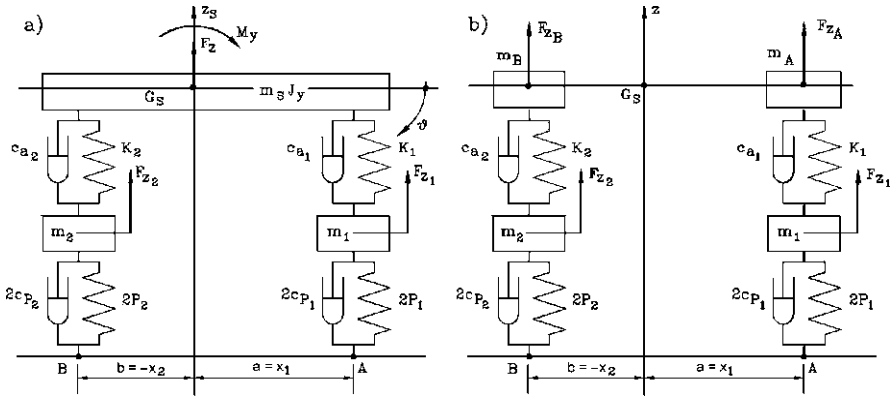 a)
z_S
M_y
F_z
G_S
m_S J_y
ϑ
c_a2
K_2
c_a1
K_1
F_z2
F_z1
m_2
m_1
2c_P2
2P_2
2c_P1
2P_1
B
b = -x_2
a = x_1
A
b)
z
F_zB
F_zA
m_B
m_A
G_S
c_a2
K_2
c_a1
K_1
F_z2
F_z1
m_2
m_1
2c_P2
2P_2
2c_P1
2P_1
B
b = -x_2
a = x_1
A